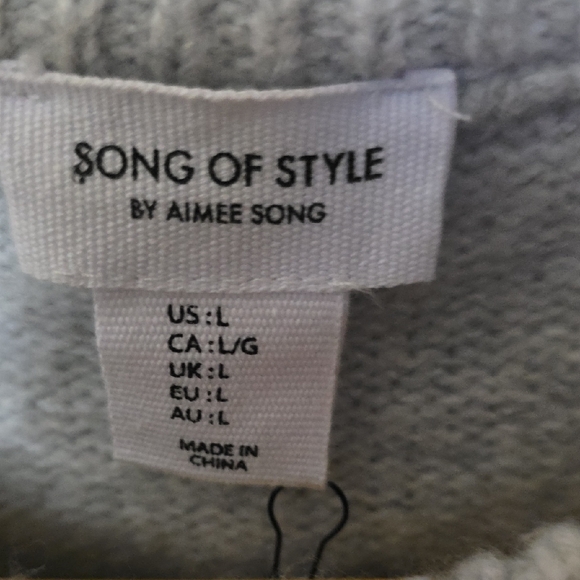 SONG OF STYLE
BY AIMEE SONG
US:L
CA:L/G
UK:L
EU:L
AU:L
MADE IN
CHINA